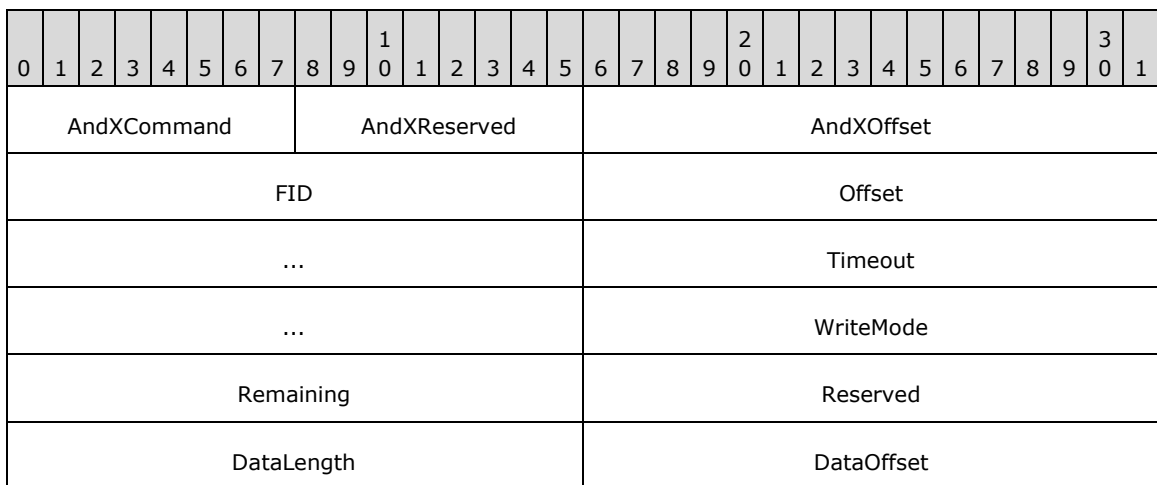 1 2 3
0 1 2 3 4 5 6 7 8 9 0 1 2 3 4 5 6 7 8 9 0 1 2 3 4 5 6 7 8 9 0 1
AndXCommand AndXReserved AndXOffset
FID Offset
... Timeout
... WriteMode
Remaining Reserved
DataLength DataOffset